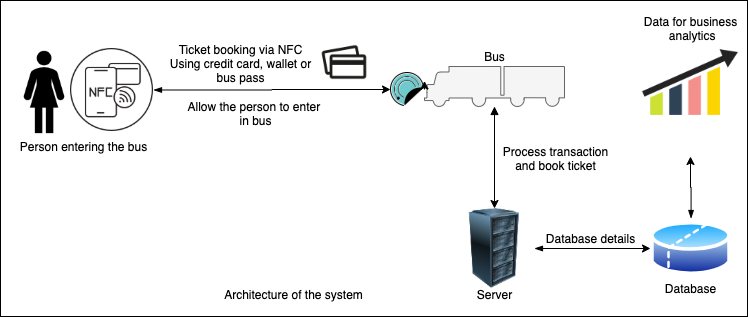 Data for business
analytics
Ticket booking via NFC
Using credit card, wallet or
bus pass
Bus
NFC
Allow the person to enter
in bus
Person entering the bus
Process transaction
and book ticket
Database details
Architecture of the system
Server
Database